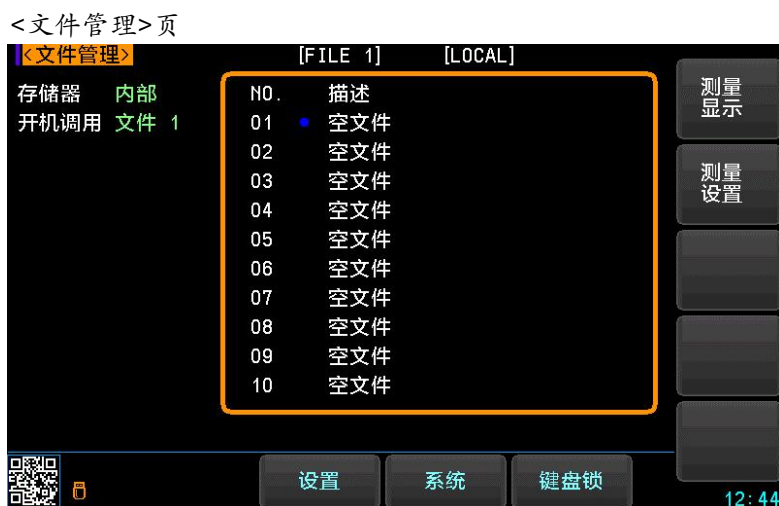 <文件管理>页
<文件管理> [FILE 1] [LOCAL]
存储器 内部
开机调用 文件 1
NO. 描述
01 空文件
02 空文件
03 空文件
04 空文件
05 空文件
06 空文件
07 空文件
08 空文件
09 空文件
10 空文件
测量
显示
测量
设置
设置 系统 键盘锁
12:44